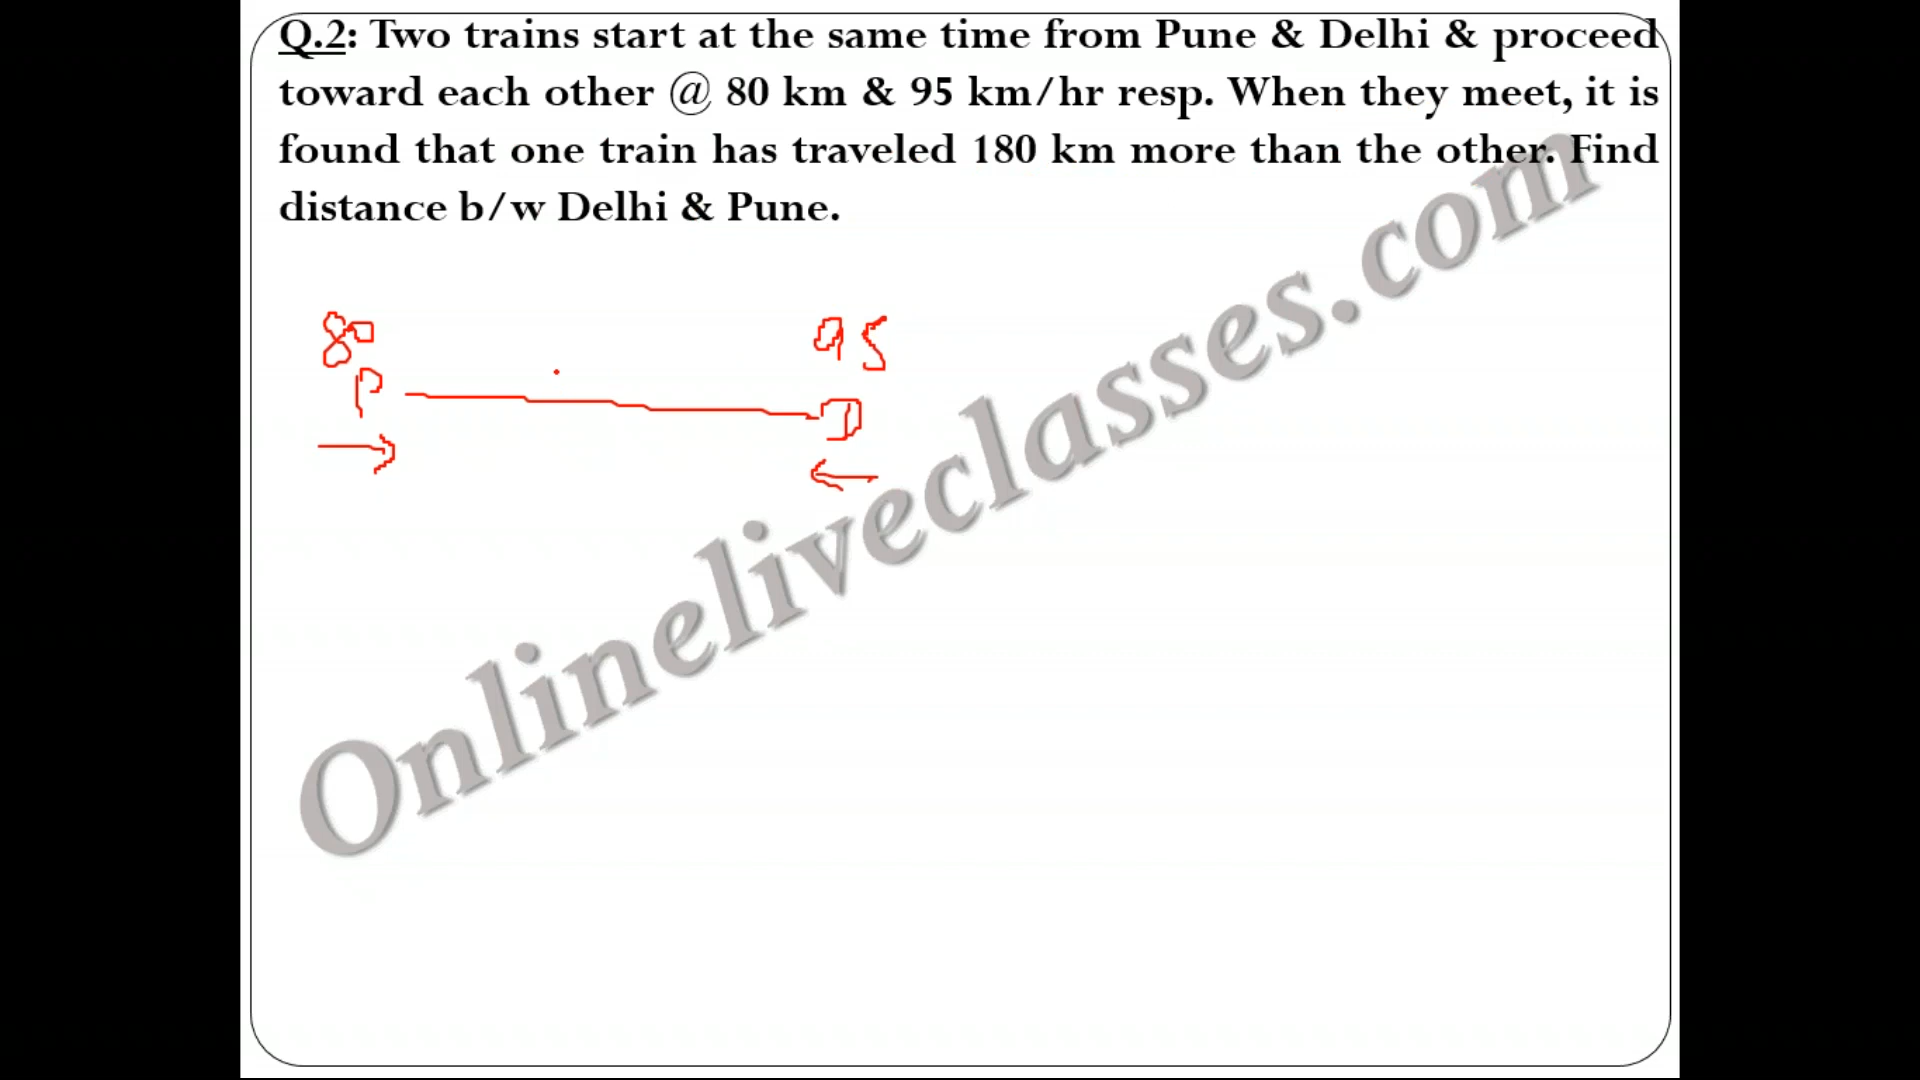 Q.2: Two trains start at the same time from Pune & Delhi & proceed
toward each other @ 80 km & 95 km/hr resp. When they meet, it is
found that one train has traveled 180 km more than the other. Find
distance b/w Delhi & Pune.
80 95
P D
Onlineliveclasses.com